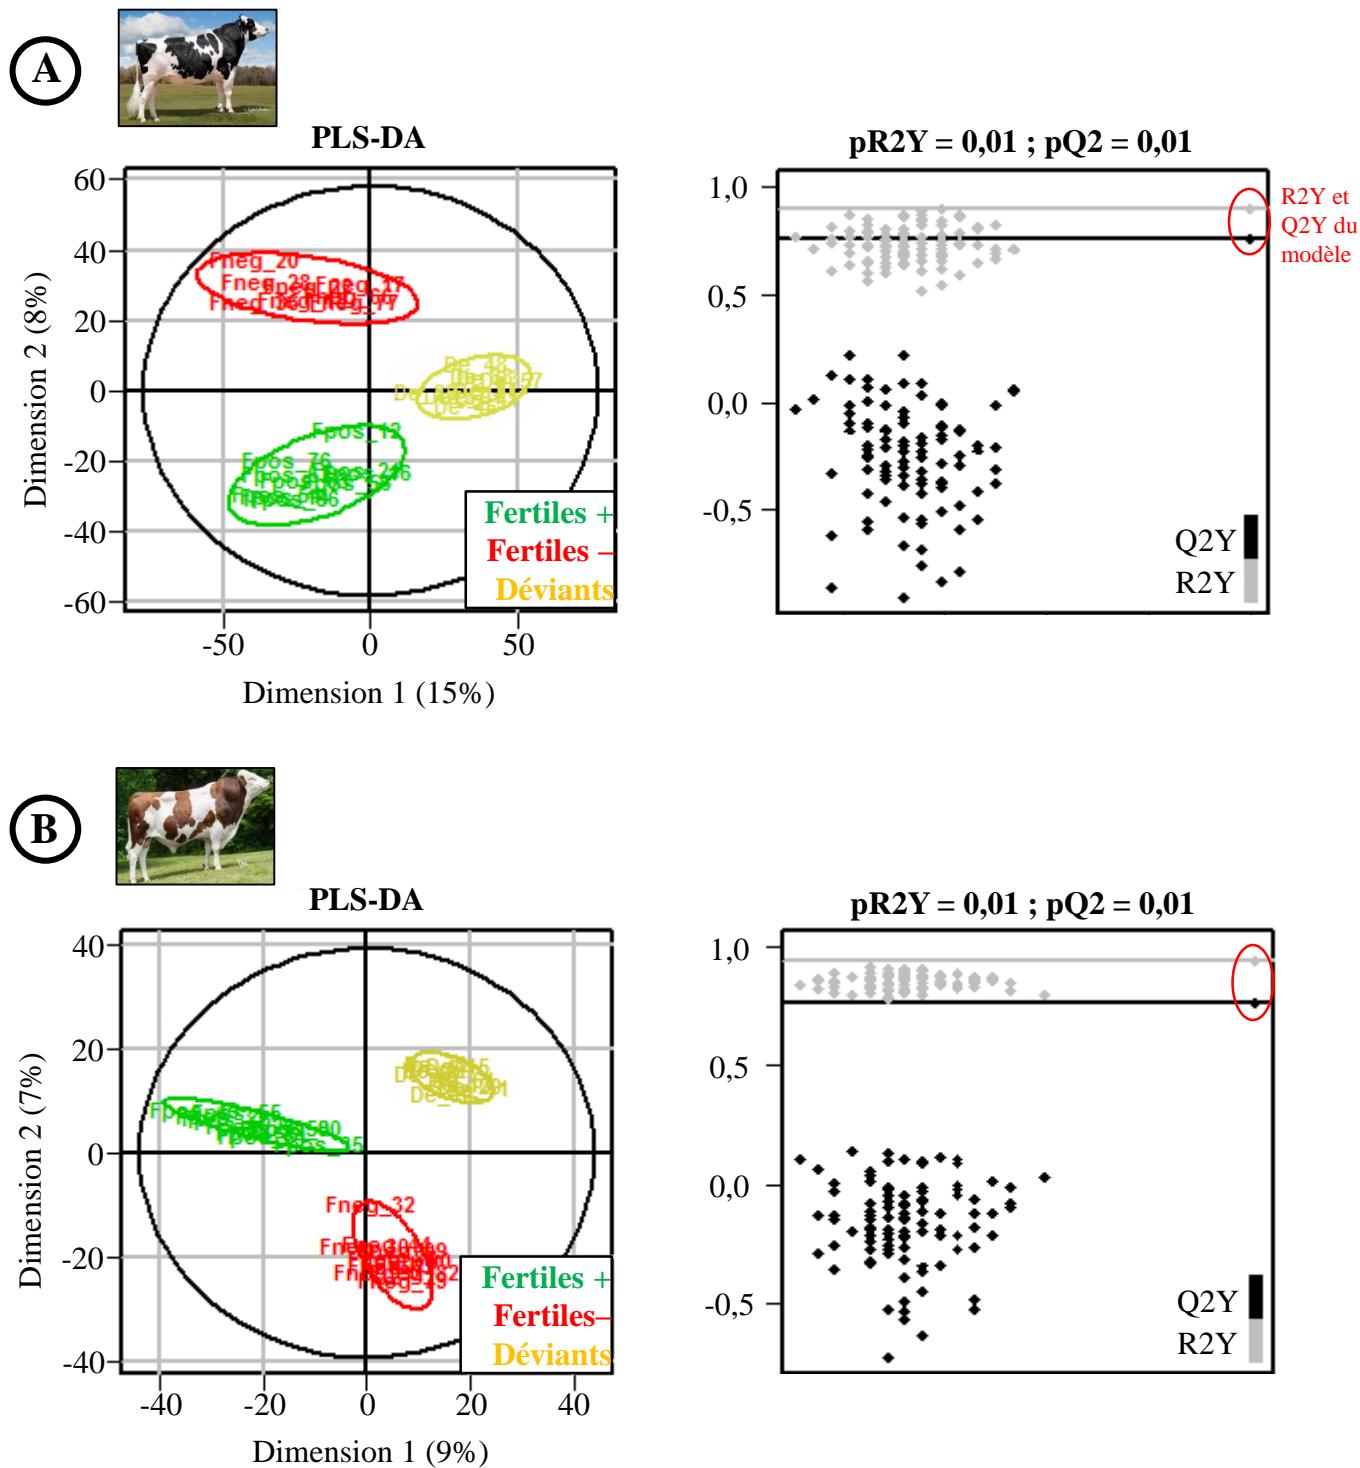 A
PLS-DA
60
40
20
0
-20
-40
-60
-50
0
50
Dimension 2 (8%)
Dimension 1 (15%)
Fneg_20
Fneg_28
Fneg_17
Fneg_77
De_48
Fpos_12
Fpos_76
Fertiles +
Fertiles –
Déviants
pR2Y = 0,01 ; pQ2 = 0,01
1,0
0,5
0,0
-0,5
R2Y et
Q2Y du
modèle
Q2Y
R2Y
B
PLS-DA
40
20
0
-20
-40
-40
-20
0
20
40
Dimension 2 (7%)
Dimension 1 (9%)
Fneg_32
Fertiles +
Fertiles–
Déviants
pR2Y = 0,01 ; pQ2 = 0,01
1,0
0,5
0,0
-0,5
Q2Y
R2Y